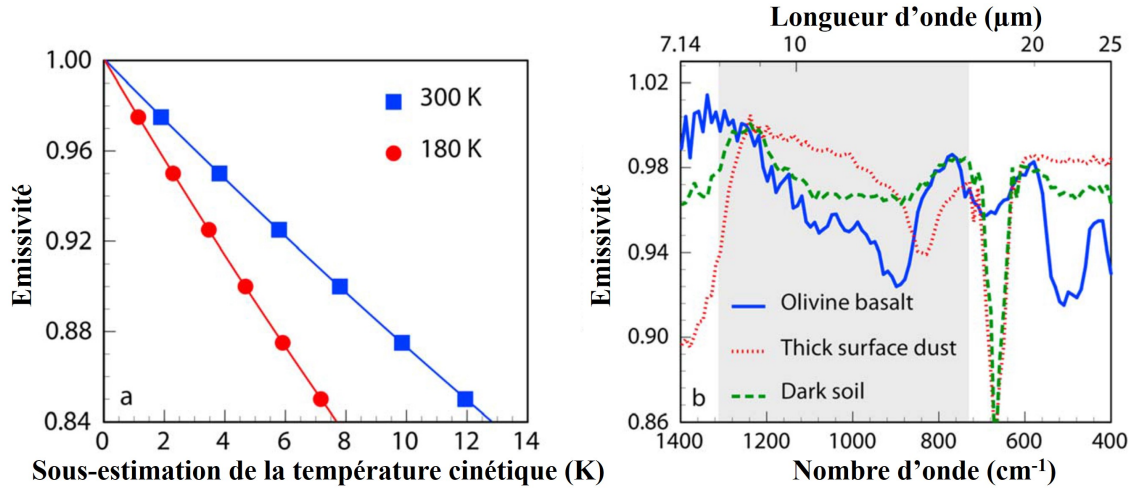 Longueur d’onde (μm)
7.14
10
20
25
1.00
0.96
0.92
0.88
0.84
Emissivité
300 K
180 K
a
0
2
4
6
8
10
12
14
Sous-estimation de la température cinétique (K)
1.02
0.98
0.94
0.90
0.86
Emissivité
Olivine basalt
Thick surface dust
Dark soil
b
1400
1200
1000
800
600
400
Nombre d’onde (cm-1)